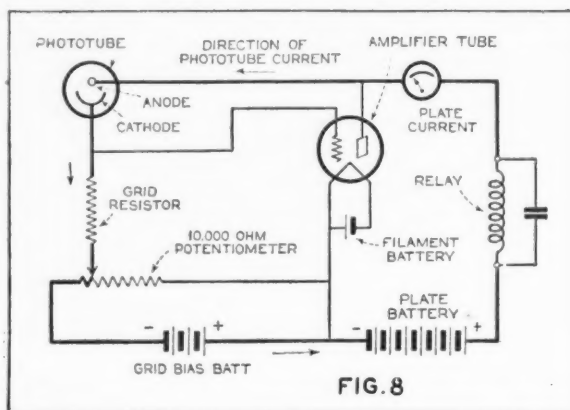 PHOTOTUBE
DIRECTION OF
PHOTOTUBE CURRENT
AMPLIFIER TUBE
ANODE
CATHODE
PLATE
CURRENT
GRID
RESISTOR
10,000 OHM
POTENTIOMETER
RELAY
FILAMENT
BATTERY
PLATE
BATTERY
- +
- +
GRID BIAS BATT
FIG. 8